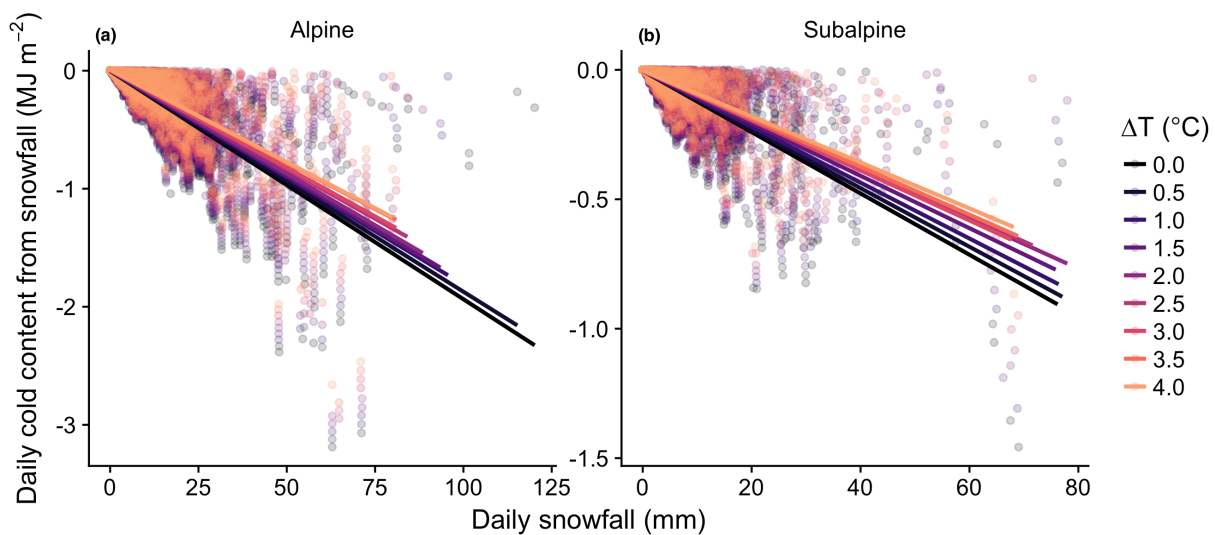 (a) Alpine
(b) Subalpine
Daily cold content from snowfall (MJ m⁻²)
0
-1
-2
-3
0 25 50 75 100 125
0.0
-0.5
-1.0
-1.5
0 20 40 60 80
Daily snowfall (mm)
ΔT (°C)
0.0
0.5
1.0
1.5
2.0
2.5
3.0
3.5
4.0